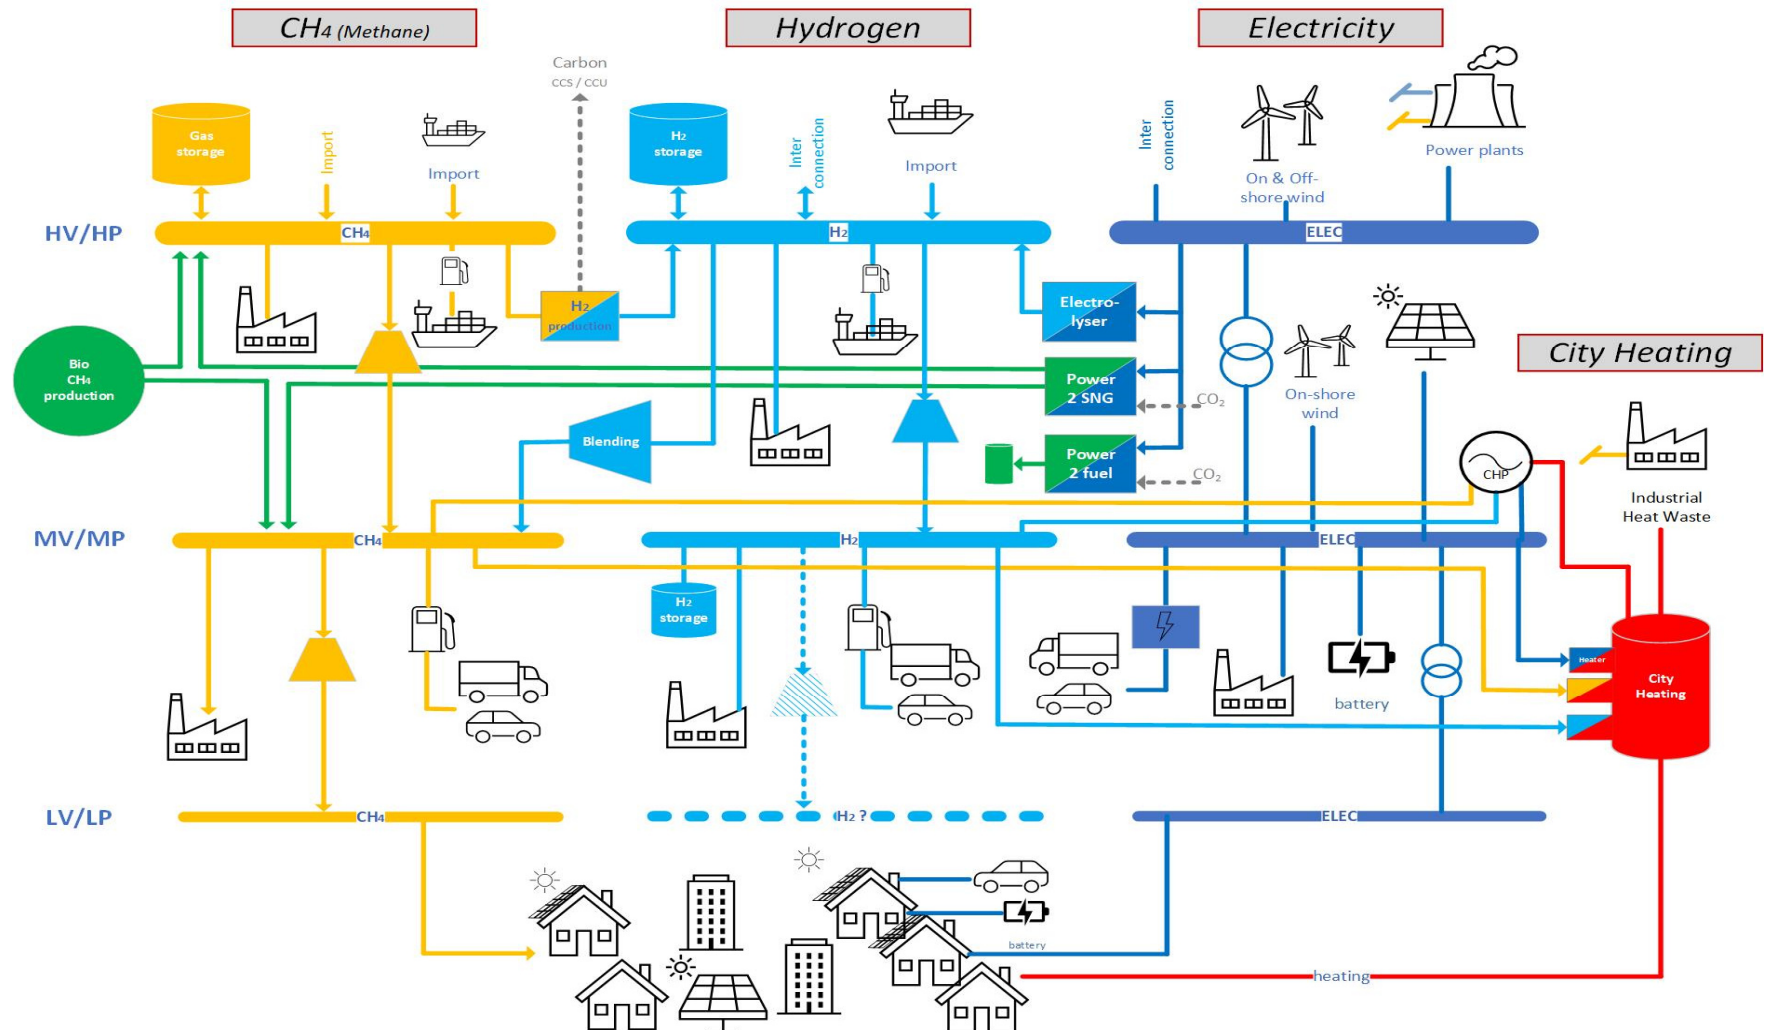 CH₄ (Methane)
Hydrogen
Electricity
Carbon
CCS / CCU
Gas
storage
Import
Import
H₂
storage
Inter
connection
Import
Inter
connection
On & Off-
shore wind
Power plants
HV/HP
CH₄
H₂
ELEC
H₂
production
Electro-
lyser
City Heating
Bio
CH₄
production
Power
2 SNG
CO₂
On-shore
wind
Blending
Power
2 fuel
CO₂
CHP
Industrial
Heat Waste
MV/MP
CH₄
H₂
ELEC
H₂
storage
Heater
City
Heating
battery
LV/LP
CH₄
H₂ ?
ELEC
battery
heating